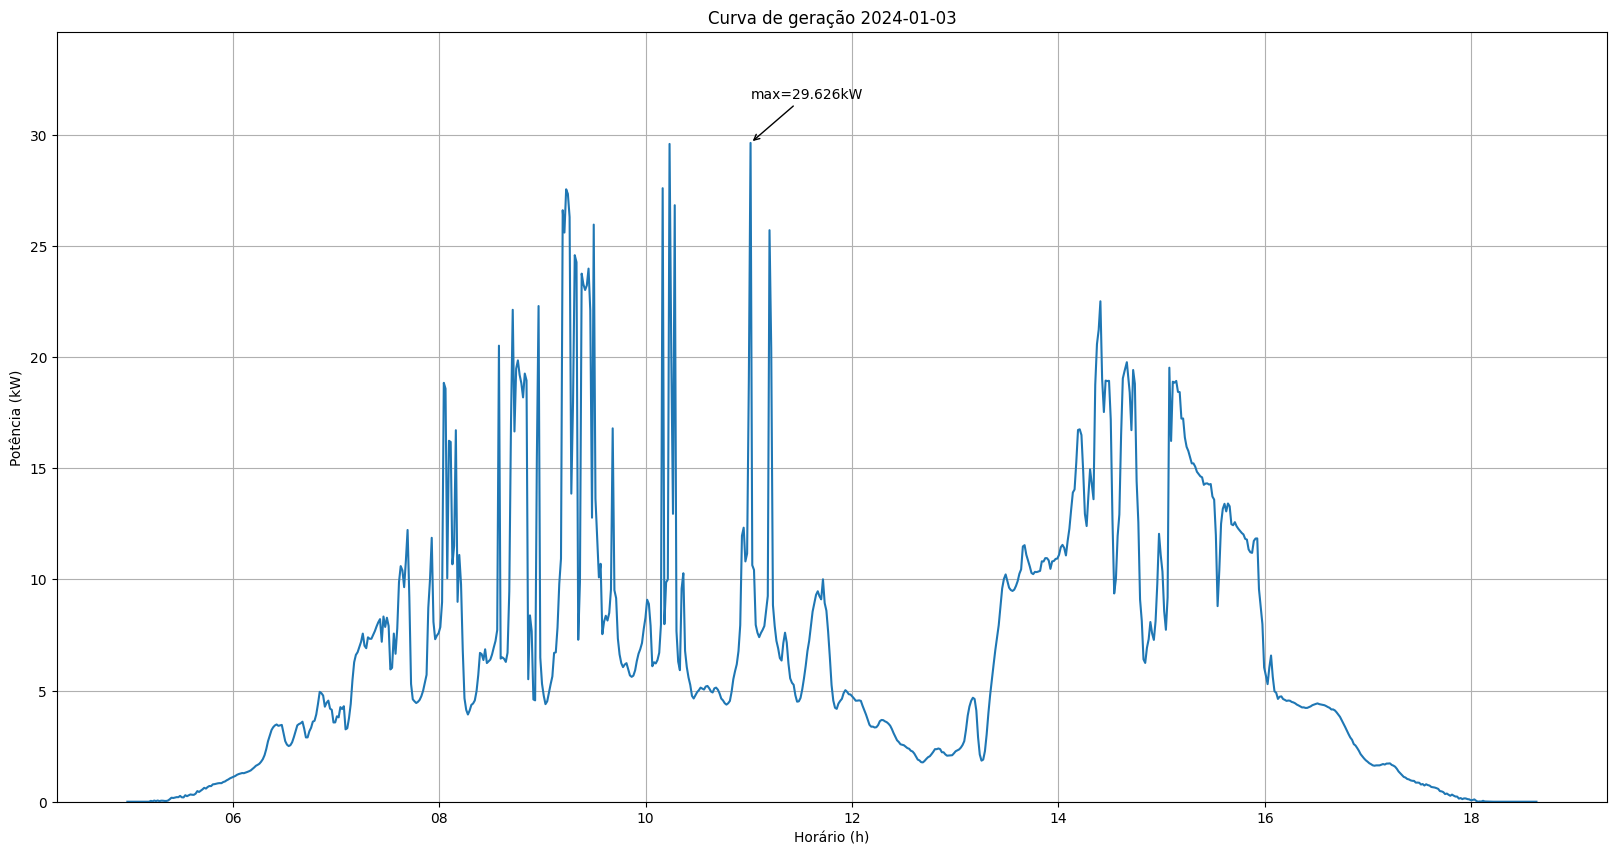 Curva de geração 2024-01-03
max=29.626kW
30
25
20
15
10
5
0
Potência (kW)
06 08 10 12 14 16 18
Horário (h)